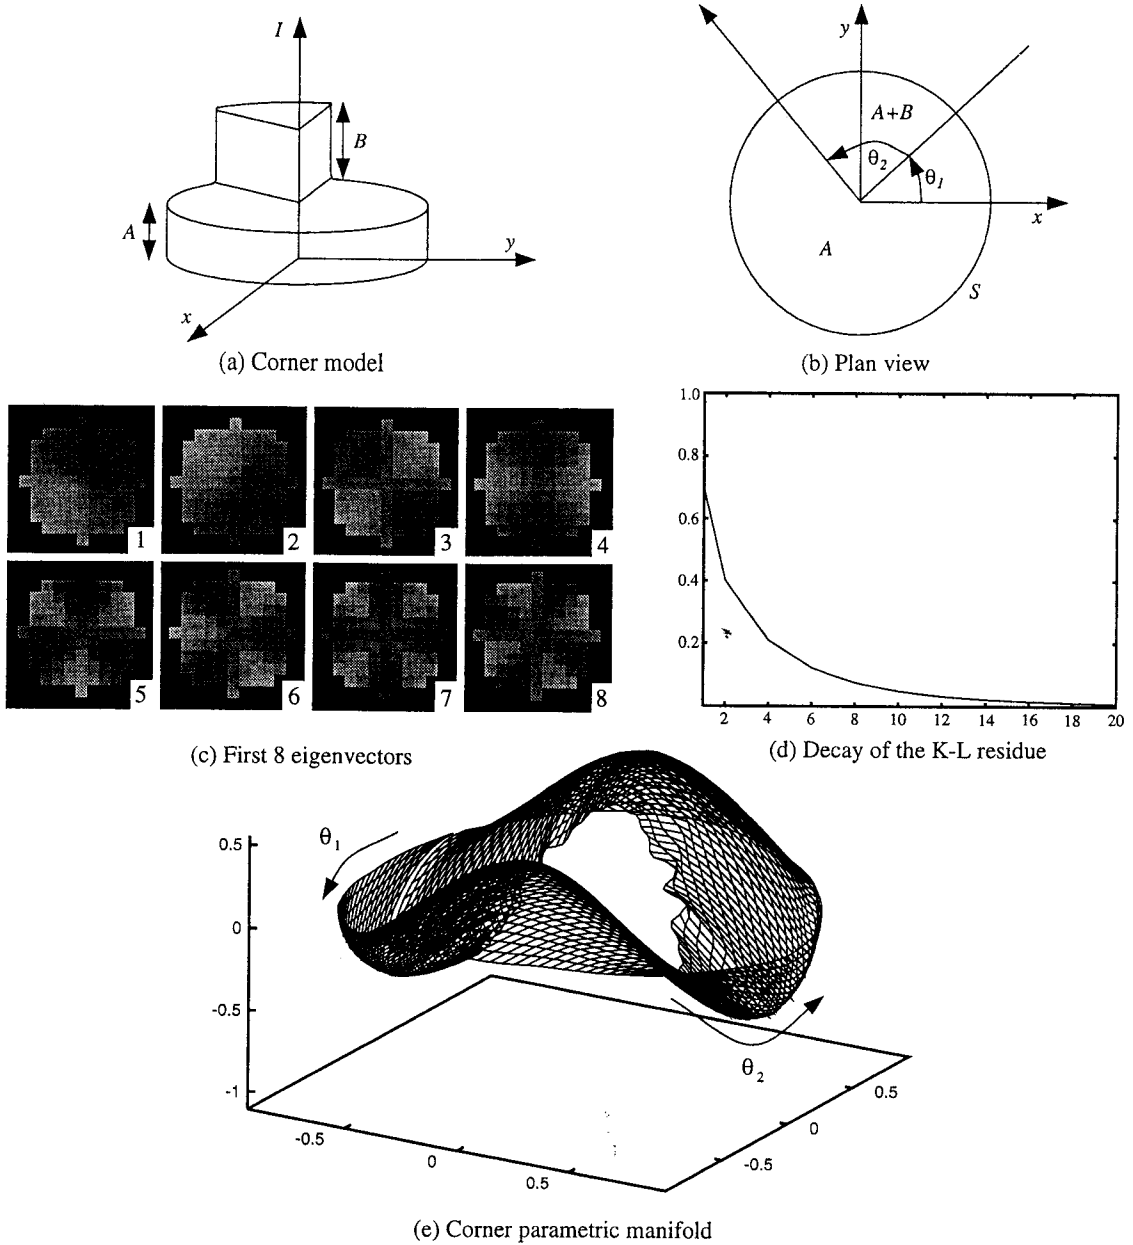 I
B
A
y
x
(a) Corner model
y
A+B
θ2
θ1
x
A
S
(b) Plan view
1
2
3
4
5
6
7
8
(c) First 8 eigenvectors
1.0
0.8
0.6
0.4
0.2
2 4 6 8 10 12 14 16 18 20
(d) Decay of the K-L residue
θ1
0.5
0
-0.5
-1
θ2
-0.5
0
0.5
-0.5
0
0.5
(e) Corner parametric manifold